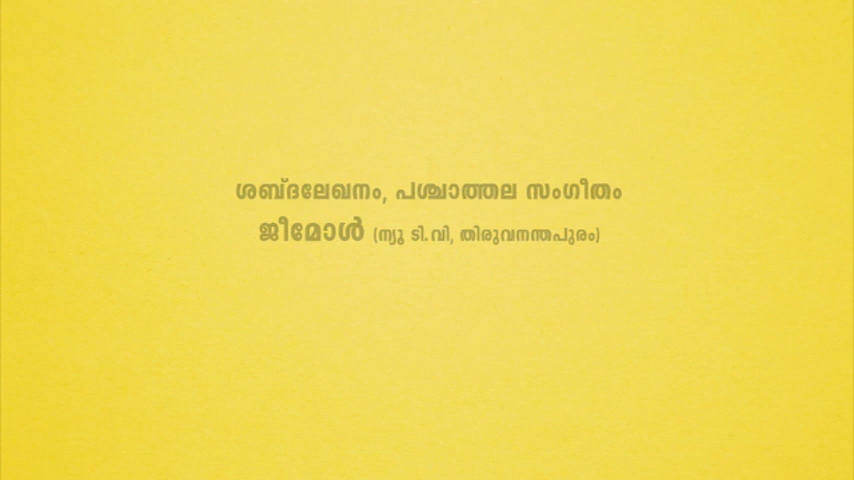 ശബ്ദലേഖനം, പശ്ചാത്തല സംഗീതം
ജീമോൾ (ന്യൂ ടി.വി, തിരുവനന്തപുരം)